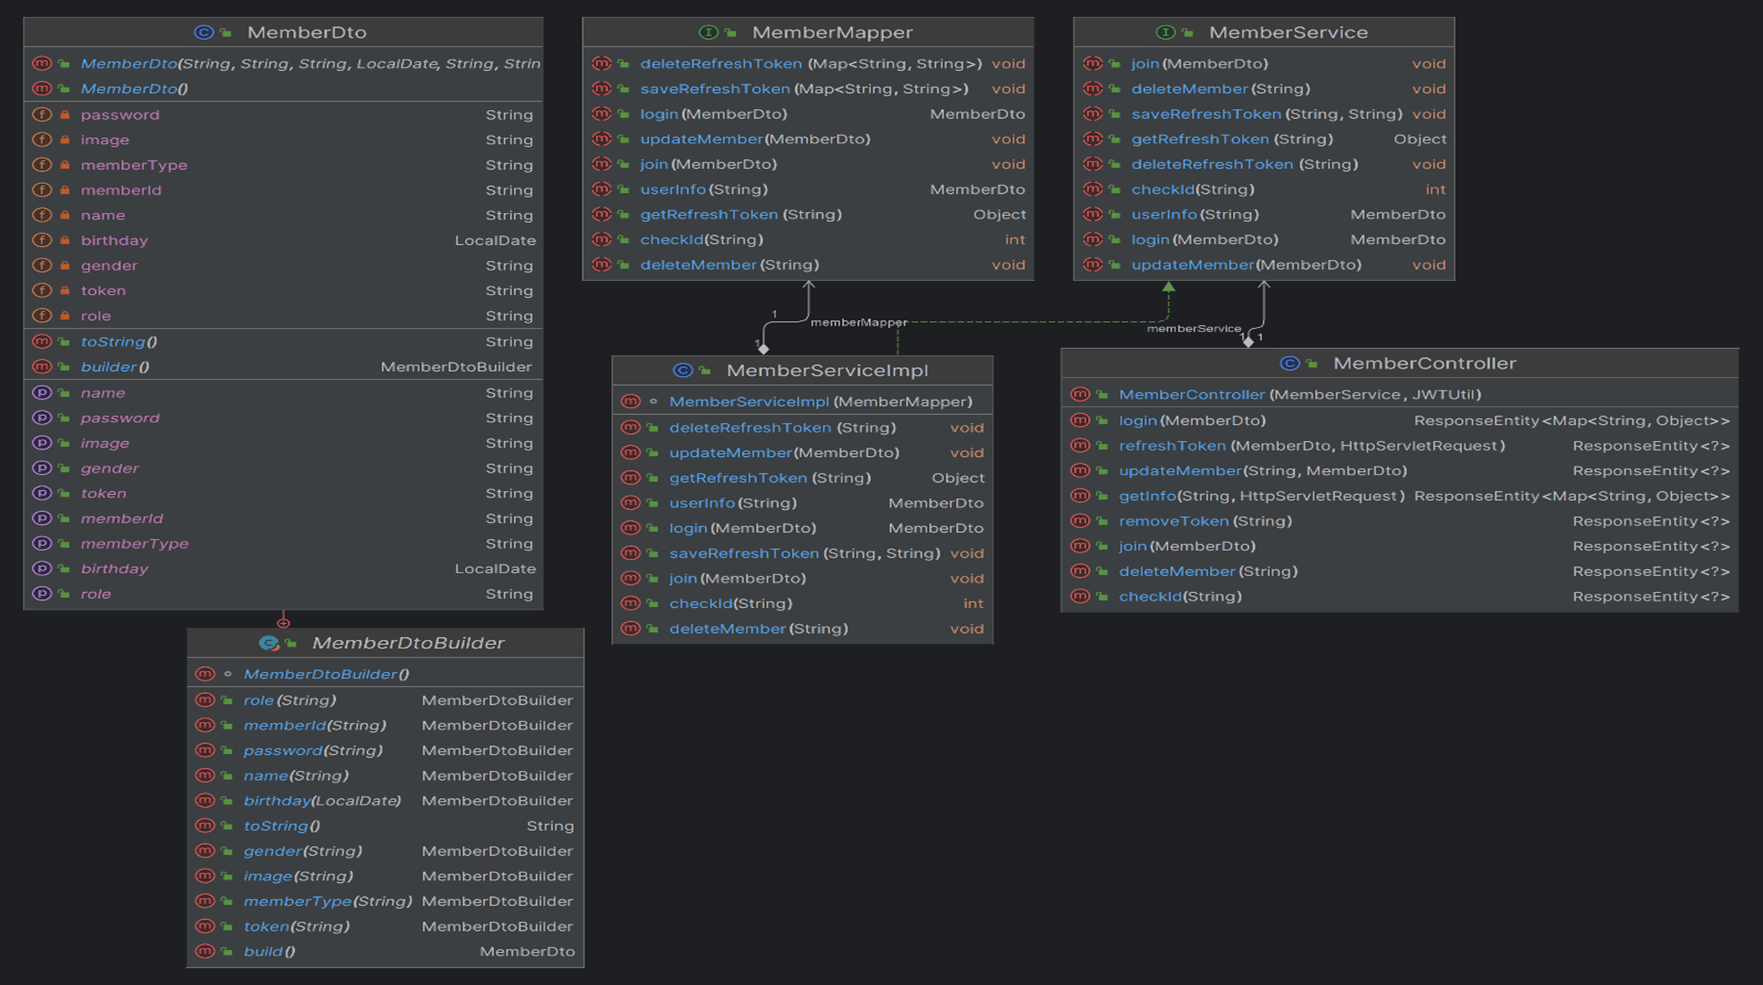 MemberDto
MemberDto(String, String, String, LocalDate, String, Strin
MemberDto()
password String
image String
memberType String
memberId String
name String
birthday LocalDate
gender String
token String
role String
toString() String
builder() MemberDtoBuilder
name String
password String
image String
gender String
token String
memberId String
memberType String
birthday LocalDate
role String
MemberDtoBuilder
MemberDtoBuilder()
role(String) MemberDtoBuilder
memberId(String) MemberDtoBuilder
password(String) MemberDtoBuilder
name(String) MemberDtoBuilder
birthday(LocalDate) MemberDtoBuilder
toString() String
gender(String) MemberDtoBuilder
image(String) MemberDtoBuilder
memberType(String) MemberDtoBuilder
token(String) MemberDtoBuilder
build() MemberDto
MemberMapper
deleteRefreshToken (Map<String, String>) void
saveRefreshToken (Map<String, String>) void
login(MemberDto) MemberDto
updateMember(MemberDto) void
join(MemberDto) void
userInfo(String) MemberDto
getRefreshToken (String) Object
checkId(String) int
deleteMember(String) void
1
memberMapper
1
MemberServiceImpl
MemberServiceImpl (MemberMapper)
deleteRefreshToken (String) void
updateMember(MemberDto) void
getRefreshToken (String) Object
userInfo(String) MemberDto
login(MemberDto) MemberDto
saveRefreshToken (String, String) void
join(MemberDto) void
checkId(String) int
deleteMember(String) void
MemberService
join(MemberDto) void
deleteMember(String) void
saveRefreshToken (String, String) void
getRefreshToken (String) Object
deleteRefreshToken (String) void
checkId(String) int
userInfo(String) MemberDto
login(MemberDto) MemberDto
updateMember(MemberDto) void
memberService
1 1
MemberController
MemberController (MemberService, JWTUtil)
login(MemberDto) ResponseEntity<Map<String, Object>>
refreshToken (MemberDto, HttpServletRequest) ResponseEntity<?>
updateMember(String, MemberDto) ResponseEntity<?>
getInfo(String, HttpServletRequest) ResponseEntity<Map<String, Object>>
removeToken (String) ResponseEntity<?>
join(MemberDto) ResponseEntity<?>
deleteMember(String) ResponseEntity<?>
checkId(String) ResponseEntity<?>